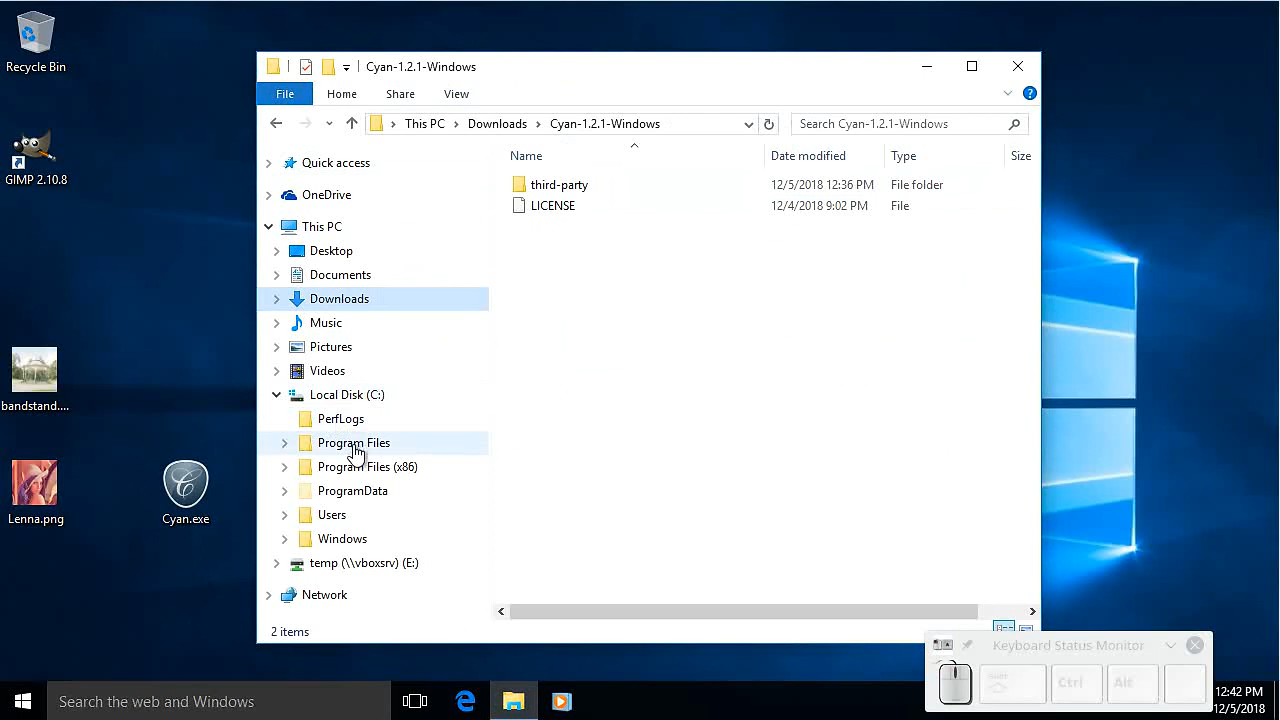 Recycle Bin
GIMP 2.10.8
bandstand....
Lenna.png
Cyan.exe
Cyan-1.2.1-Windows
File
Home
Share
View
This PC
Downloads
Cyan-1.2.1-Windows
Search Cyan-1.2.1-Windows
Quick access
OneDrive
This PC
Desktop
Documents
Downloads
Music
Pictures
Videos
Local Disk (C:)
PerfLogs
Program Files
Program Files (x86)
ProgramData
Users
Windows
temp (\\vboxsrv) (E:)
Network
Name
Date modified
Type
Size
third-party
12/5/2018 12:36 PM
File folder
LICENSE
12/4/2018 9:02 PM
File
2 items
Keyboard Status Monitor
Shift
Ctrl
Alt
Search the web and Windows
12:42 PM
12/5/2018